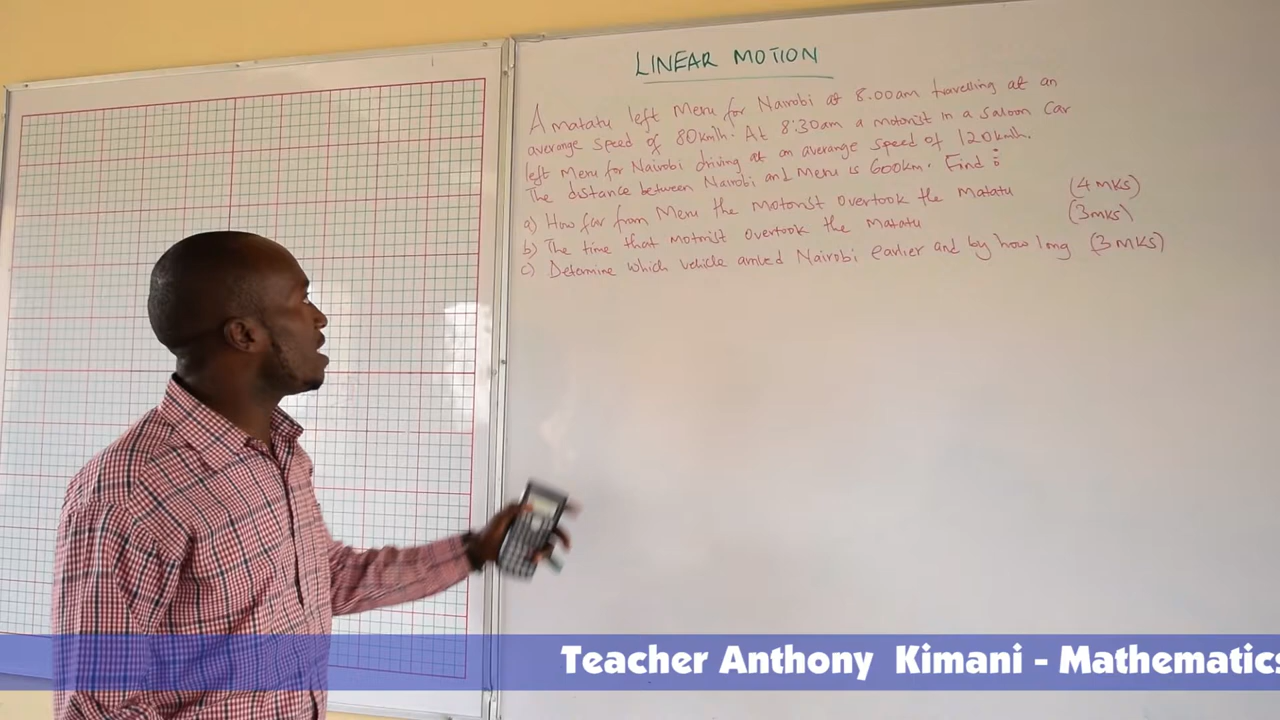 LINEAR MOTION
A matatu left Meru for Nairobi at 8.00am travelling at an
average speed of 80km/h. At 8:30am a motorist in a saloon car
left Meru for Nairobi driving at an average speed of 120km/h.
The distance between Nairobi and Meru is 600km. Find:
a) How far from Meru the motorist overtook the matatu (4 MKS)
b) The time that motorist overtook the matatu (3mks)
c) Determine which vehicle arrived Nairobi earlier and by how long (3 MKS)
Teacher Anthony Kimani - Mathematics